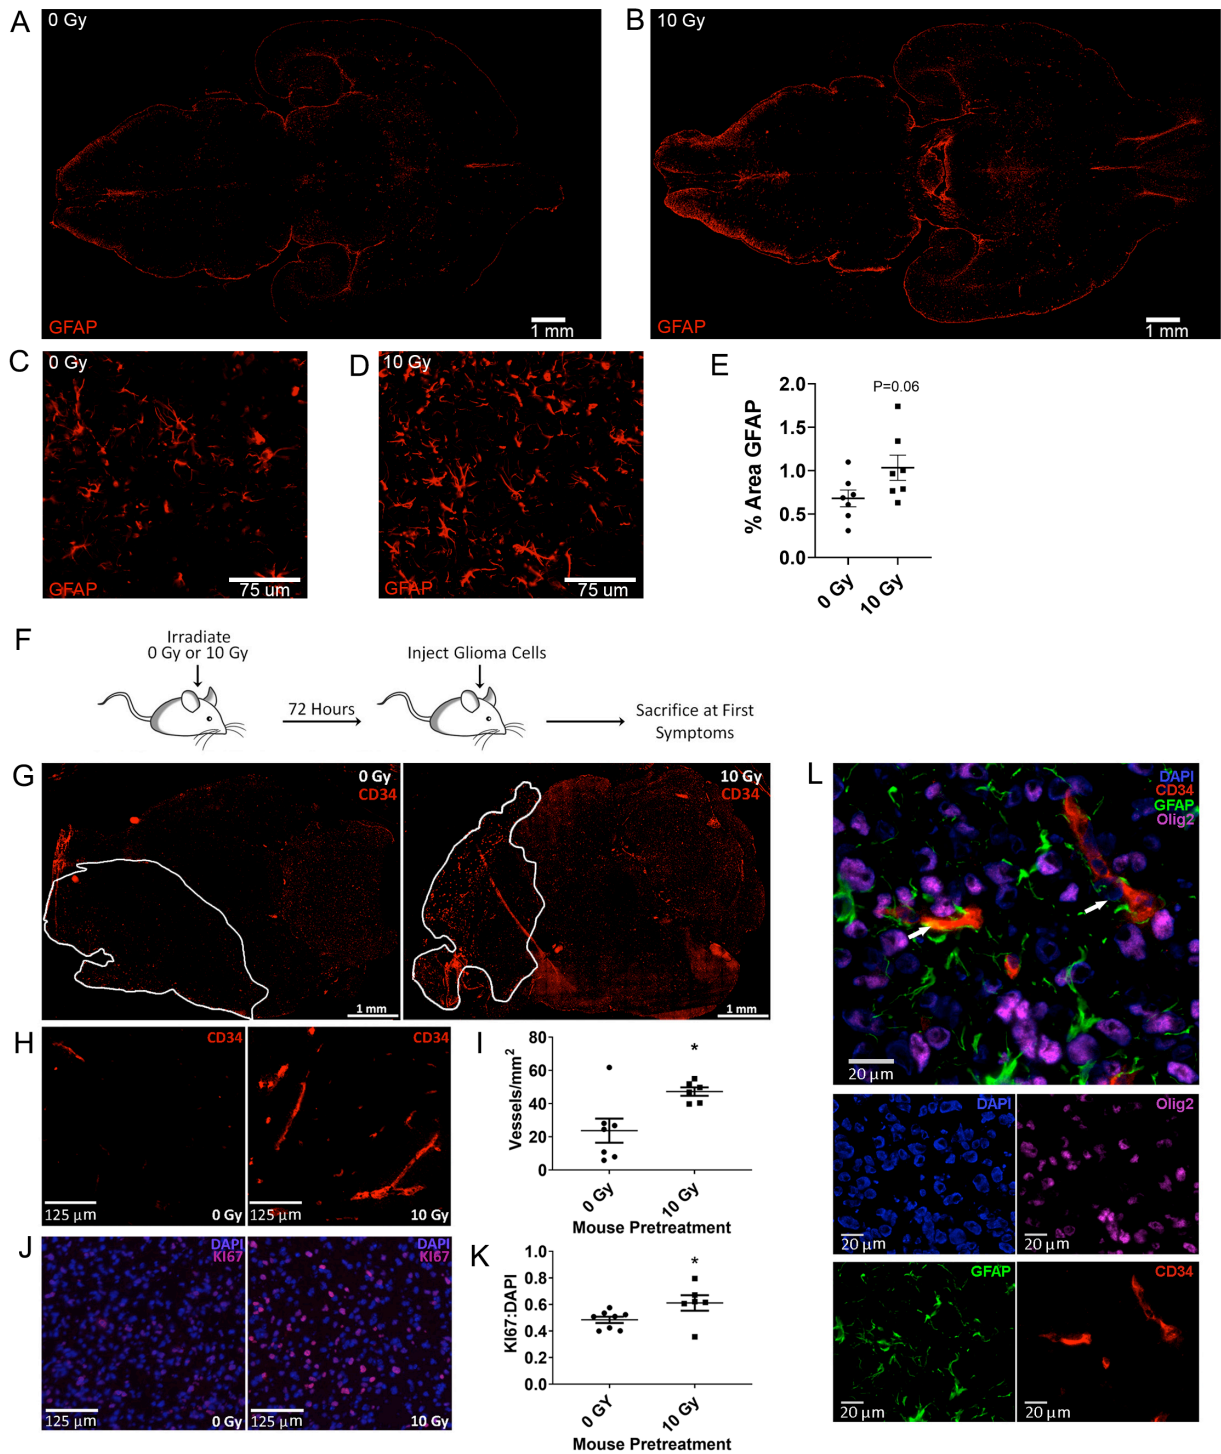 A
0 Gy
GFAP
1 mm
B
10 Gy
GFAP
1 mm
C
0 Gy
GFAP
75 um
D
10 Gy
GFAP
75 um
E
P=0.06
% Area GFAP
2.0
1.5
1.0
0.5
0.0
0 Gy
10 Gy
F
Irradiate
0 Gy or 10 Gy
72 Hours
Inject Glioma Cells
Sacrifice at First
Symptoms
G
0 Gy
CD34
1 mm
10 Gy
CD34
1 mm
H
CD34
125 µm
0 Gy
CD34
125 µm
10 Gy
I
*
Vessels/mm²
80
60
40
20
0
0 Gy
10 Gy
Mouse Pretreatment
J
DAPI
KI67
125 µm
0 Gy
DAPI
KI67
125 µm
10 Gy
K
*
KI67:DAPI
1.0
0.8
0.6
0.4
0.2
0.0
0 GY
10 Gy
Mouse Pretreatment
L
DAPI
CD34
GFAP
Olig2
20 µm
DAPI
20 µm
Olig2
20 µm
GFAP
20 µm
CD34
20 µm